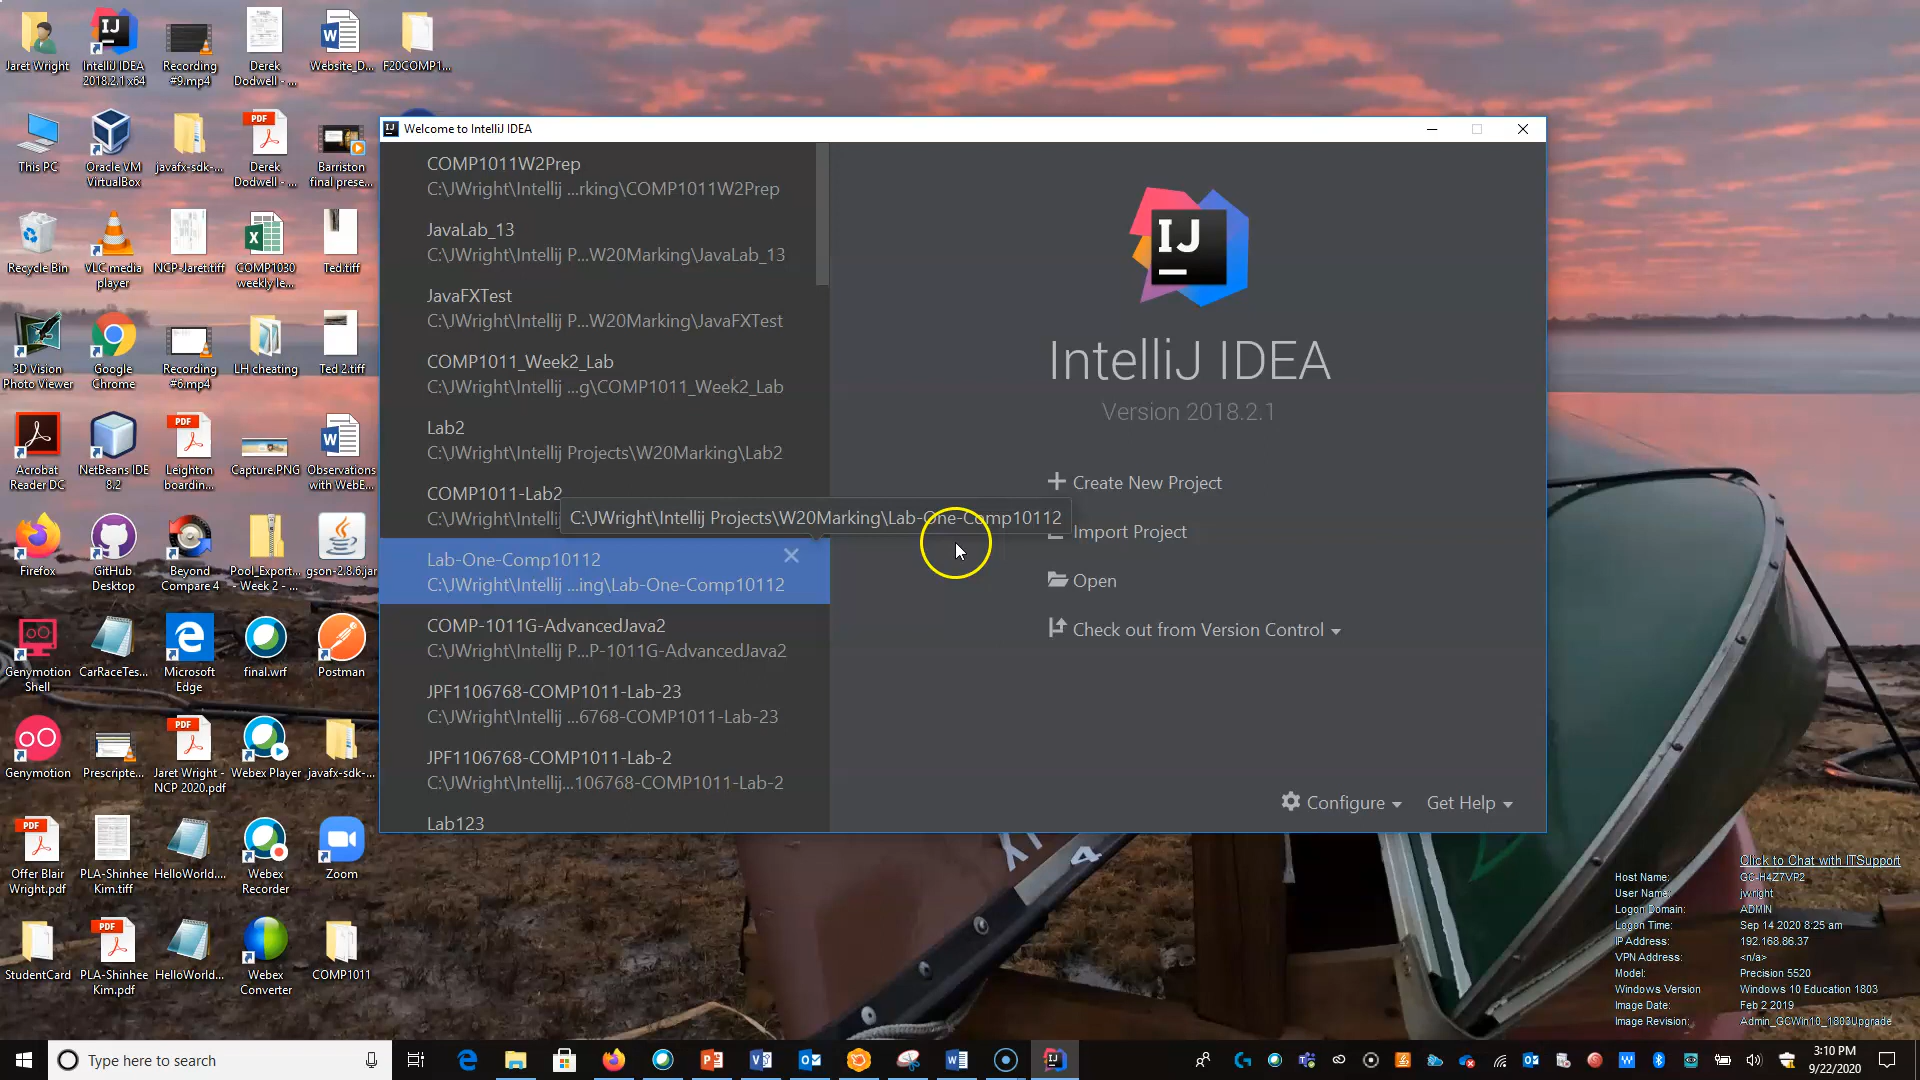 Jaret Wright
IntelliJ IDEA
2018.2.1 x64
Recording
#9.mp4
Derek
Dodwell - ...
Website_D...
F20COMP1...
This PC
Oracle VM
VirtualBox
javafx-sdk-...
PDF
Derek
Dodwell - ...
Barriston
final prese...
Recycle Bin
VLC media
player
NCP-Jaret.tiff
COMP1030
weekly le...
Ted.tiff
3D Vision
Photo Viewer
Google
Chrome
Recording
#6.mp4
LH cheating
Ted 2.tiff
Acrobat
Reader DC
NetBeans IDE
8.2
PDF
Leighton
boardin...
Capture.PNG
Observations
with WebE...
Firefox
GitHub
Desktop
Beyond
Compare 4
Pool_Export...
- Week 2 - ...
gson-2.8.6.jar
Genymotion
Shell
CarRaceTes...
Microsoft
Edge
final.wrf
Postman
Genymotion
Prescripte...
PDF
Jaret Wright -
NCP 2020.pdf
Webex Player
javafx-sdk-...
PDF
Offer Blair
Wright.pdf
PLA-Shinhee
Kim.tiff
HelloWorld....
Webex
Recorder
Zoom
StudentCard
PDF
PLA-Shinhee
Kim.pdf
HelloWorld...
Webex
Converter
COMP1011
IJ
Welcome to IntelliJ IDEA
COMP1011W2Prep
C:\JWright\Intellij ...rking\COMP1011W2Prep
JavaLab_13
C:\JWright\Intellij P...W20Marking\JavaLab_13
JavaFXTest
C:\JWright\Intellij P...W20Marking\JavaFXTest
COMP1011_Week2_Lab
C:\JWright\Intellij ...g\COMP1011_Week2_Lab
Lab2
C:\JWright\Intellij Projects\W20Marking\Lab2
COMP1011-Lab2
C:\JWright\Intellij
C:\JWright\Intellij Projects\W20Marking\Lab-One-Comp10112
Lab-One-Comp10112
C:\JWright\Intellij ...ing\Lab-One-Comp10112
COMP-1011G-AdvancedJava2
C:\JWright\Intellij P...P-1011G-AdvancedJava2
JPF1106768-COMP1011-Lab-23
C:\JWright\Intellij ...6768-COMP1011-Lab-23
JPF1106768-COMP1011-Lab-2
C:\JWright\Intellij...106768-COMP1011-Lab-2
Lab123
IJ
IntelliJ IDEA
Version 2018.2.1
Create New Project
Import Project
Open
Check out from Version Control
Configure
Get Help
Click to Chat with ITSupport
Host Name: GC-H4Z7VP2
User Name: jwright
Logon Domain: ADMIN
Logon Time: Sep 14 2020 8:25 am
IP Address: 192.168.86.37
VPN Address: <n/a>
Model: Precision 5520
Windows Version Windows 10 Education 1803
Image Date: Feb 2 2019
Image Revision: Admin_GCWin10_1803Upgrade
Type here to search
3:10 PM
9/22/2020